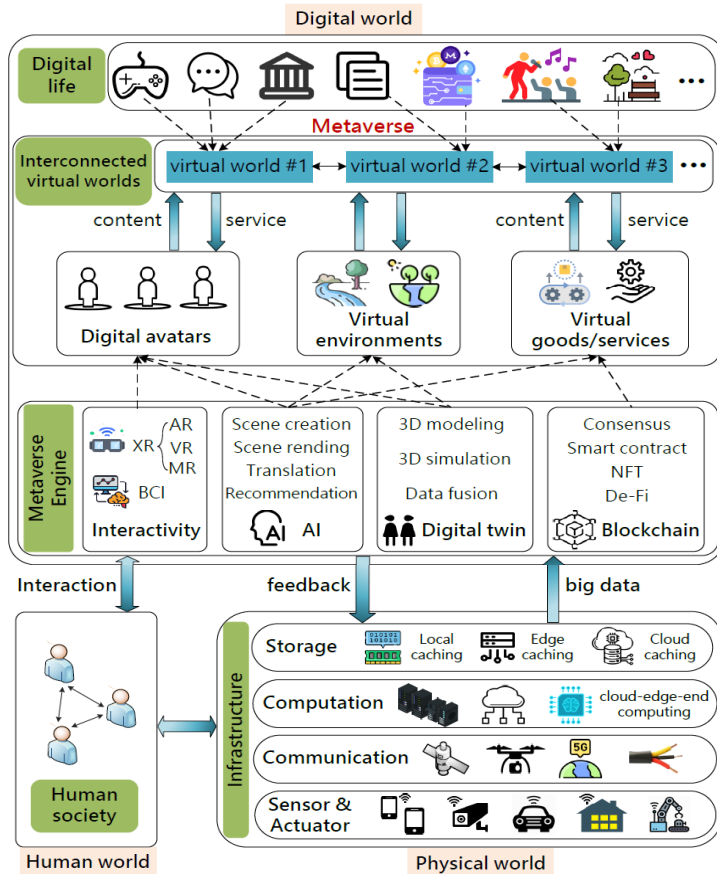 Digital world
Digital
life
Metaverse
Interconnected
virtual worlds
virtual world #1
virtual world #2
virtual world #3
content
service
content
service
Digital avatars
Virtual
environments
Virtual
goods/services
Metaverse
Engine
XR
AR
VR
MR
BCI
Interactivity
Scene creation
Scene rending
Translation
Recommendation
AI
AI
3D modeling
3D simulation
Data fusion
Digital twin
Consensus
Smart contract
NFT
De-Fi
Blockchain
Interaction
feedback
big data
Human
society
Human world
Infrastructure
Storage
010101
101010
Local
caching
Edge
caching
Cloud
caching
Computation
cloud-edge-end
computing
Communication
5G
Sensor &
Actuator
Physical world